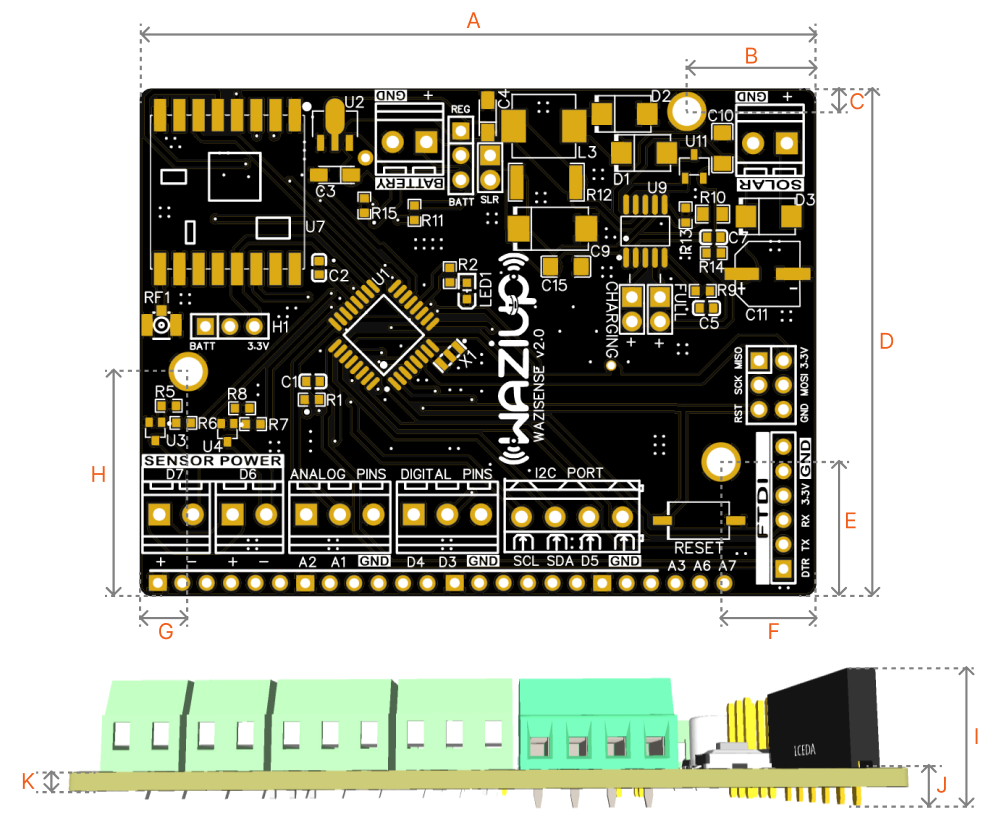 A
B
C
GND +
U2
BATTERY
REG
BATT
C4
SLR
L3
D2
D1
U11
C10
GND +
SOLAR
C3
R15
R11
R12
U9
R10
D3
U7
R13
C7
R14
C9
C15
C2
U1
R2
LED1
CHARGING
FULL
- -
+ +
R9
C5
+ -
C11
RF1
H1
BATT 3.3V
X1
WAZIUP
WAZISENSE v2.0
D
MISO 3.3V
SCK MOSI
RST GND
C1
R1
R5
R6
R8
R7
U3
U4
H
SENSOR POWER
D7 D6
ANALOG PINS
DIGITAL PINS
I2C PORT
FTDI
GND
3.3V
RX
TX
DTR
E
RESET
+ - + -
A2 A1 GND
D4 D3 GND
SCL SDA D5 GND
A3 A6 A7
G
F
LCEDA
I
K
J